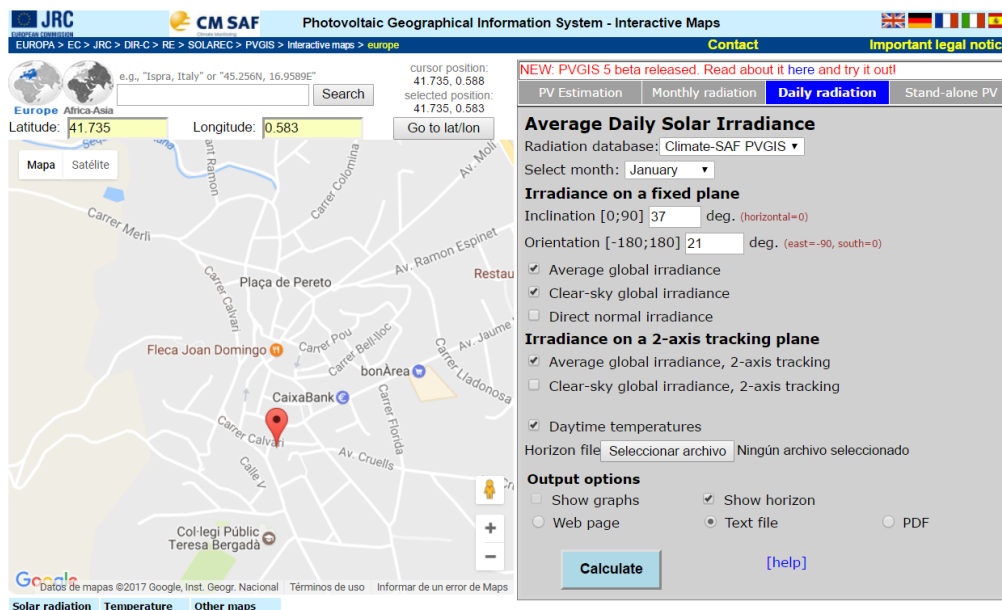 JRC
EUROPEAN COMMISSION
CM SAF
Climate Monitoring
Photovoltaic Geographical Information System - Interactive Maps
EUROPA > EC > JRC > DIR-C > RE > SOLAREC > PVGIS > Interactive maps > europe
Contact
Important legal notic
Europe
Africa-Asia
e.g., "Ispra, Italy" or "45.256N, 16.9589E"
Search
cursor position:
41.735, 0.588
selected position:
41.735, 0.583
Latitude: 41.735
Longitude: 0.583
Go to lat/lon
Mapa
Satélite
ant Ramon
Carrer Colomina
Av. Moli
Carrer Merlí
Av. Ramon Espinet
Restau
Plaça de Pereto
Carrer Calvari
Carrer Pou
Carrer Bell-lloc
Av. Jaume
Fleca Joan Domingo
bonÀrea
Carrer Lladonosa
CaixaBank
Carrer Florida
Carrer Calvari
Calle V
Av. Cruells
Col·legi Públic
Teresa Bergadà
+
−
Google
Datos de mapas ©2017 Google, Inst. Geogr. Nacional
Términos de uso
Informar de un error de Maps
Solar radiation
Temperature
Other maps
NEW: PVGIS 5 beta released. Read about it here and try it out!
PV Estimation
Monthly radiation
Daily radiation
Stand-alone PV
Average Daily Solar Irradiance
Radiation database: Climate-SAF PVGIS
Select month: January
Irradiance on a fixed plane
Inclination [0;90] 37 deg. (horizontal=0)
Orientation [-180;180] 21 deg. (east=-90, south=0)
Average global irradiance
Clear-sky global irradiance
Direct normal irradiance
Irradiance on a 2-axis tracking plane
Average global irradiance, 2-axis tracking
Clear-sky global irradiance, 2-axis tracking
Daytime temperatures
Horizon file Seleccionar archivo Ningún archivo seleccionado
Output options
Show graphs
Show horizon
Web page
Text file
PDF
Calculate
[help]